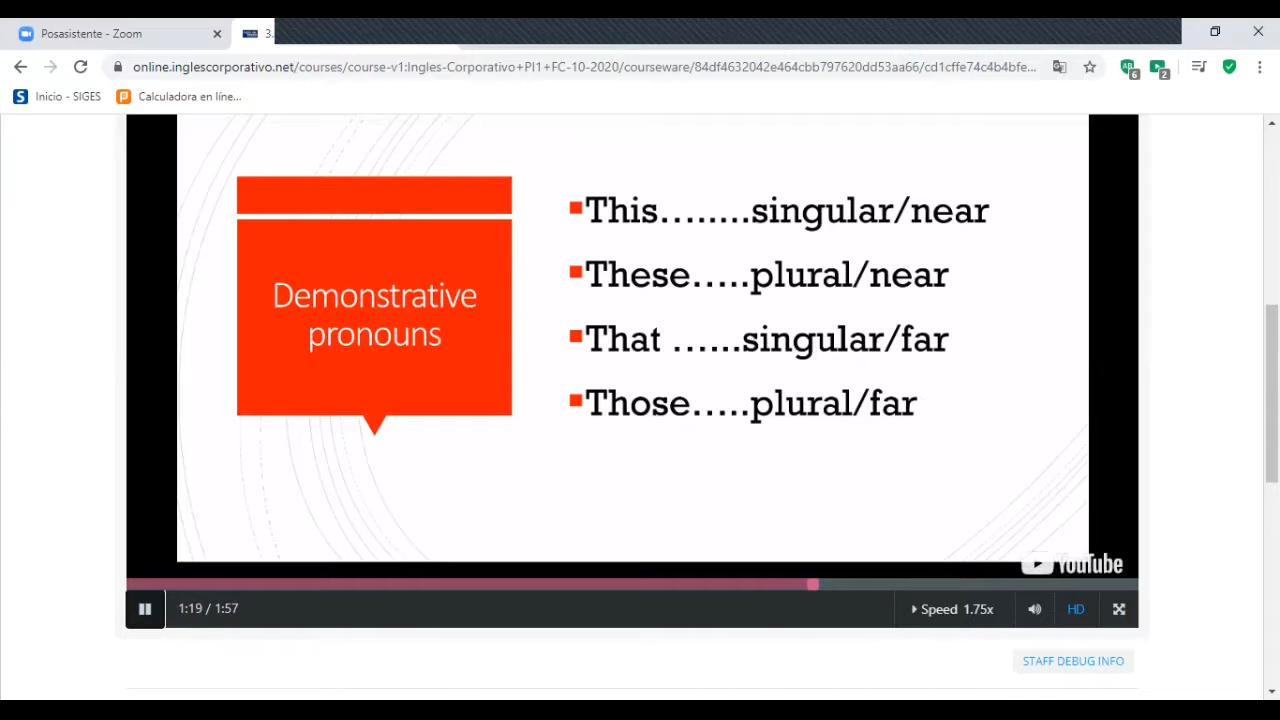 Posasistente - Zoom
3.
online.inglescorporativo.net/courses/course-v1:Ingles-Corporativo+PI1+FC-10-2020/courseware/84df4632042e464cbb797620dd53aa66/cd1cffe74c4b4bfe...
6
2
Inicio - SIGES
Calculadora en líne...
Demonstrative
pronouns
This........singular/near
These.....plural/near
That ......singular/far
Those.....plural/far
YouTube
1:19 / 1:57
Speed 1.75x
HD
STAFF DEBUG INFO